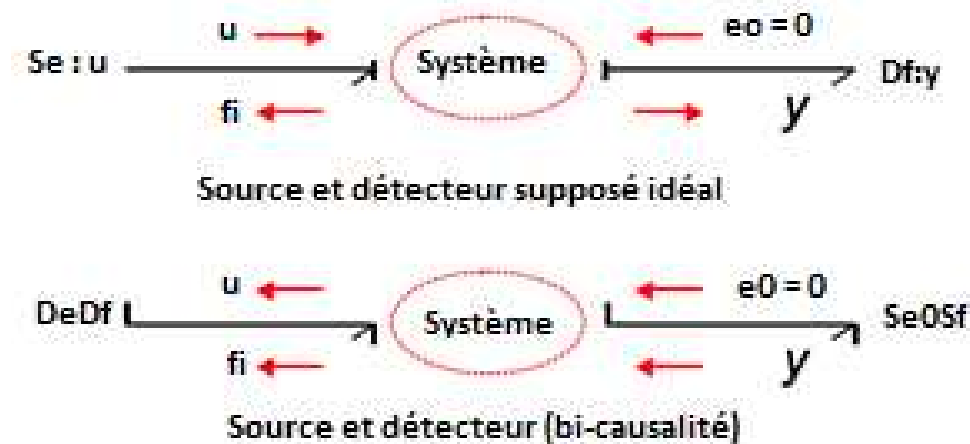 u eo = 0
Se : u Système Df:y
fi y
Source et détecteur supposé idéal
u e0 = 0
DeDf Système Se0Sf
fi y
Source et détecteur (bi-causalité)